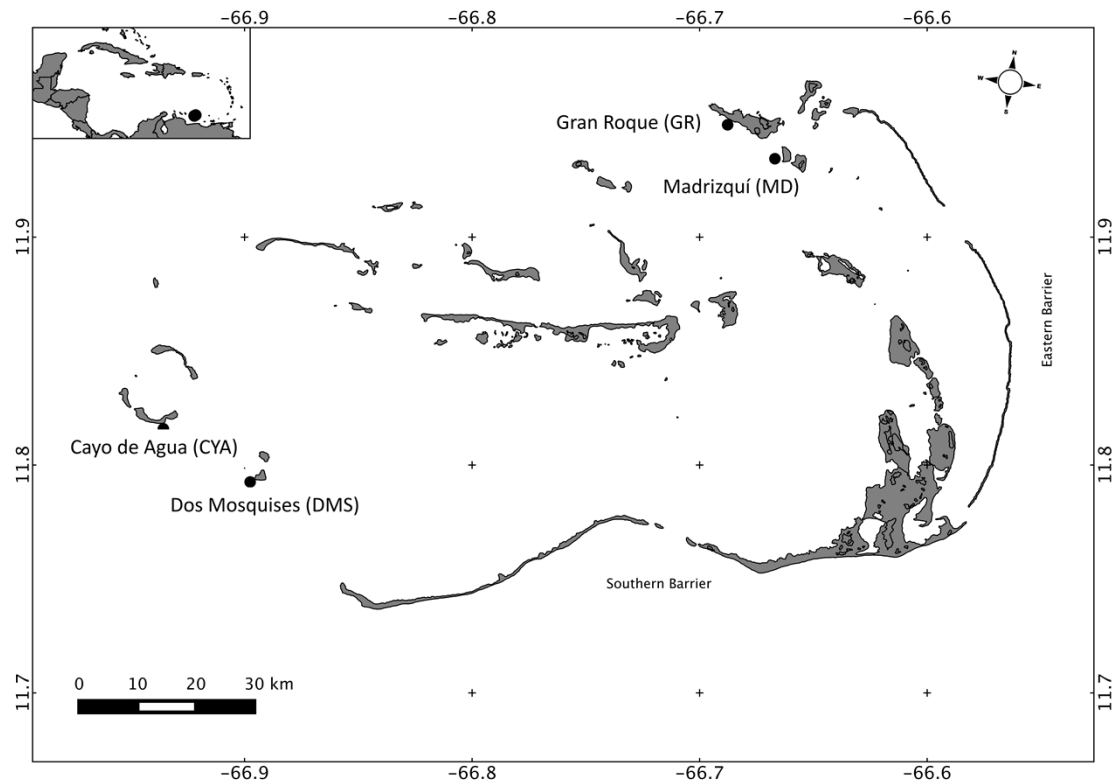 -66.9 -66.8 -66.7 -66.6
N
W E
S
Gran Roque (GR)
Madrizquí (MD)
11.9 11.9
Eastern Barrier
Cayo de Agua (CYA)
11.8 11.8
Dos Mosquises (DMS)
Southern Barrier
0 10 20 30 km
11.7 11.7
-66.9 -66.8 -66.7 -66.6